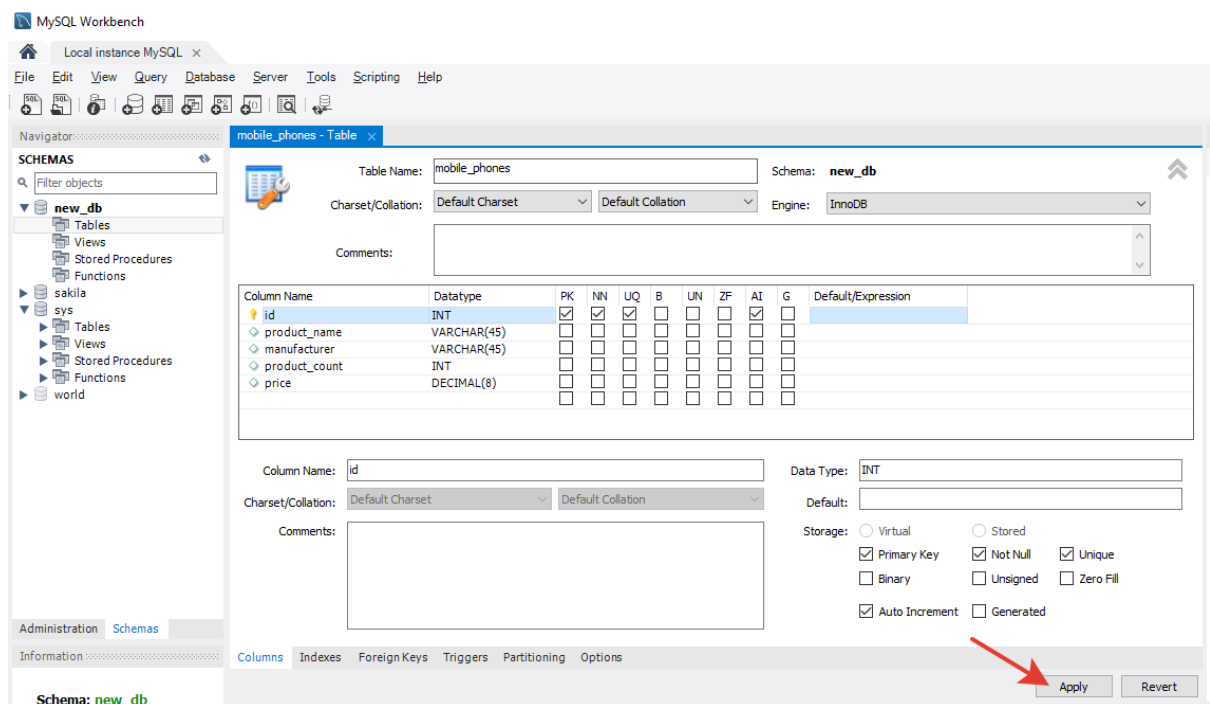 MySQL Workbench
Local instance MySQL ×
File Edit View Query Database Server Tools Scripting Help
SQL SQL
Navigator
SCHEMAS
Filter objects
new_db
Tables
Views
Stored Procedures
Functions
sakila
sys
Tables
Views
Stored Procedures
Functions
world
Administration Schemas
Information
Schema: new_db
mobile_phones - Table ×
Table Name: mobile_phones Schema: new_db
Charset/Collation: Default Charset Default Collation Engine: InnoDB
Comments:
Column Name Datatype PK NN UQ B UN ZF AI G Default/Expression
id INT
product_name VARCHAR(45)
manufacturer VARCHAR(45)
product_count INT
price DECIMAL(8)
Column Name: id Data Type: INT
Charset/Collation: Default Charset Default Collation Default:
Comments: Storage: Virtual Stored
Primary Key Not Null Unique
Binary Unsigned Zero Fill
Auto Increment Generated
Columns Indexes Foreign Keys Triggers Partitioning Options
Apply Revert